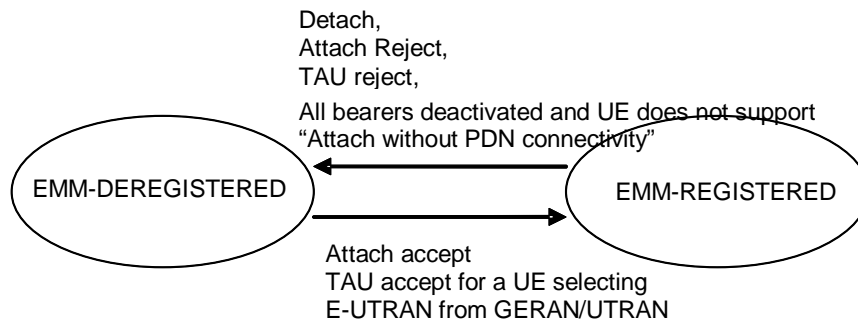 Detach,
Attach Reject,
TAU reject,
All bearers deactivated and UE does not support
“Attach without PDN connectivity”
EMM-DEREGISTERED
EMM-REGISTERED
Attach accept
TAU accept for a UE selecting
E-UTRAN from GERAN/UTRAN